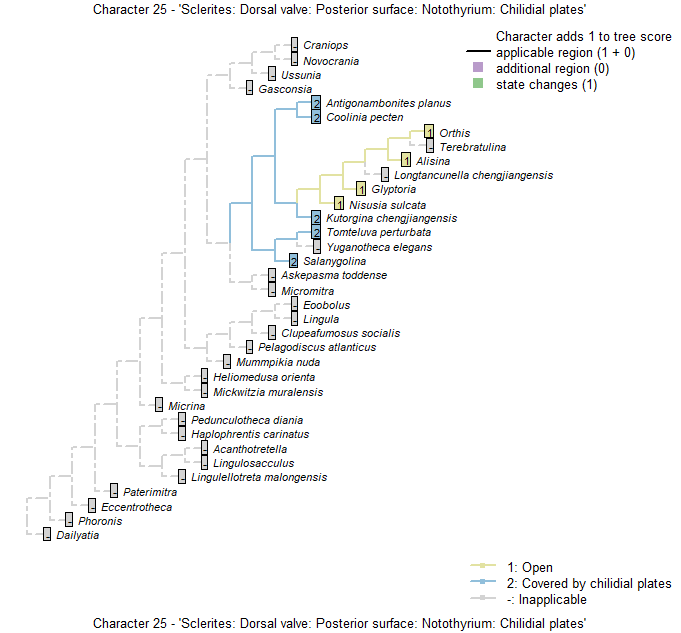 Character 25 - 'Sclerites: Dorsal valve: Posterior surface: Notothyrium: Chilidial plates'
Character adds 1 to tree score
applicable region (1 + 0)
additional region (0)
state changes (1)
- Craniops
- Novocrania
- Ussunia
- Gasconsia
2 Antigonambonites planus
2 Coolinia pecten
1 Orthis
- Terebratulina
1 Alisina
- Longtancunella chengjiangensis
1 Glyptoria
1 Nisusia sulcata
2 Kutorgina chengjiangensis
2 Tomteluva perturbata
- Yuganotheca elegans
2 Salanygolina
- Askepasma toddense
- Micromitra
- Eoobolus
- Lingula
- Clupeafumosus socialis
- Pelagodiscus atlanticus
- Mummpikia nuda
- Heliomedusa orienta
- Mickwitzia muralensis
- Micrina
- Pedunculotheca diania
- Haplophrentis carinatus
- Acanthotretella
- Lingulosacculus
- Lingulellotreta malongensis
- Paterimitra
- Eccentrotheca
- Phoronis
- Dailyatia
1: Open
2: Covered by chilidial plates
-: Inapplicable
Character 25 - 'Sclerites: Dorsal valve: Posterior surface: Notothyrium: Chilidial plates'